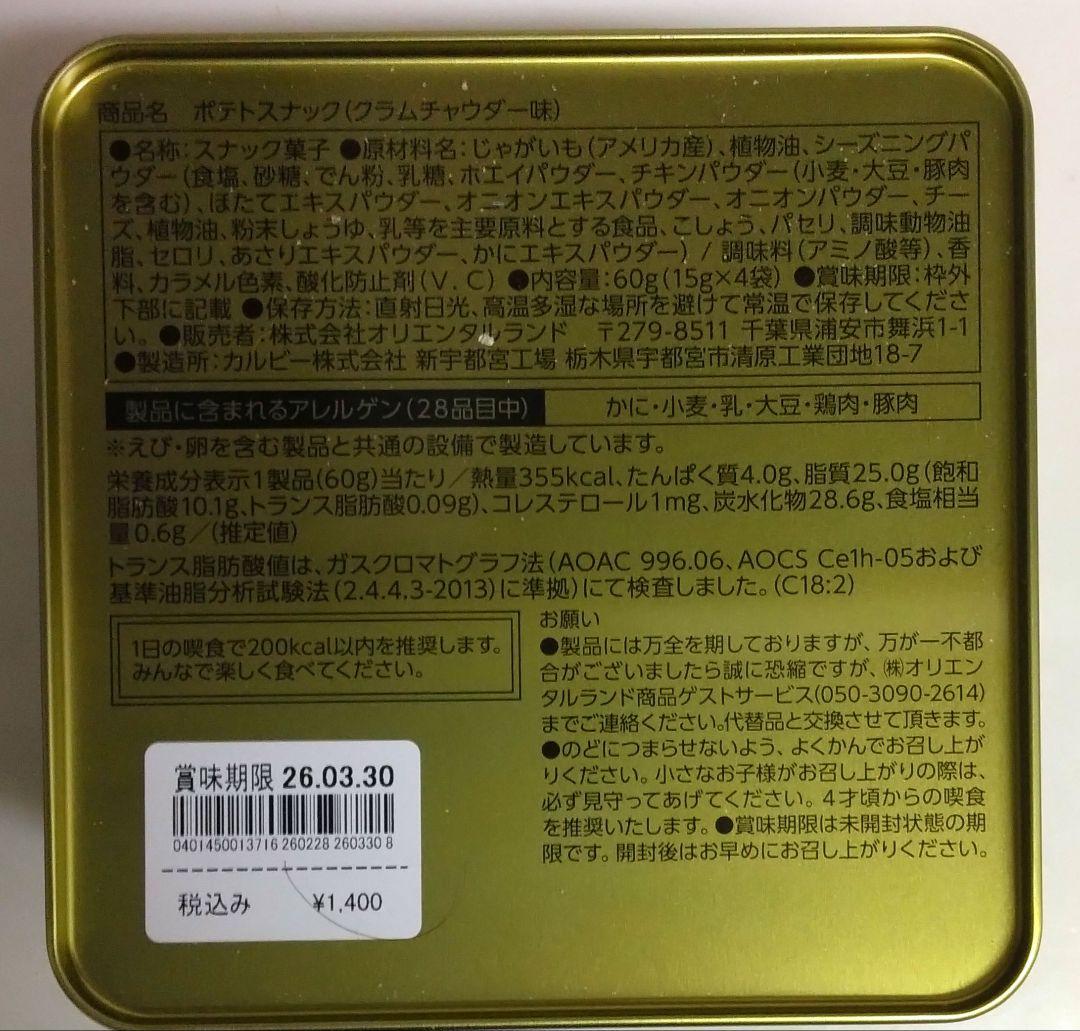 商品名 ポテトスナック(クラムチャウダー味)
●名称:スナック菓子 ●原材料名:じゃがいも(アメリカ産)、植物油、シーズニングパ
ウダー(食塩、砂糖、でん粉、乳糖、ホエイパウダー、チキンパウダー(小麦・大豆・豚肉
を含む)、ほたてエキスパウダー、オニオンエキスパウダー、オニオンパウダー、チー
ズ、植物油、粉末しょうゆ、乳等を主要原料とする食品、こしょう、パセリ、調味動物油
脂、セロリ、あさりエキスパウダー、かにエキスパウダー) / 調味料(アミノ酸等)、香
料、カラメル色素、酸化防止剤(V.C) ●内容量:60g(15g×4袋) ●賞味期限:枠外
下部に記載 ●保存方法:直射日光、高温多湿な場所を避けて常温で保存してくださ
い。●販売者:株式会社オリエンタルランド 〒279-8511 千葉県浦安市舞浜1-1
●製造所:カルビー株式会社 新宇都宮工場 栃木県宇都宮市清原工業団地18-7
製品に含まれるアレルゲン(28品目中) かに・小麦・乳・大豆・鶏肉・豚肉
※えび・卵を含む製品と共通の設備で製造しています。
栄養成分表示1製品(60g)当たり/熱量355kcal、たんぱく質4.0g、脂質25.0g(飽和
脂肪酸10.1g、トランス脂肪酸0.09g)、コレステロール1mg、炭水化物28.6g、食塩相当
量0.6g/(推定値)
トランス脂肪酸値は、ガスクロマトグラフ法(AOAC 996.06、AOCS Ce1h-05および
基準油脂分析試験法(2.4.4.3-2013)に準拠)にて検査しました。(C18:2)
1日の喫食で200kcal以内を推奨します。
みんなで楽しく食べてください。
お願い
●製品には万全を期しておりますが、万が一不都
合がございましたら誠に恐縮ですが、㈱オリエン
タルランド商品ゲストサービス(050-3090-2614)
までご連絡ください。代替品と交換させて頂きます。
●のどにつまらせないよう、よくかんでお召し上が
りください。小さなお子様がお召し上がりの際は、
必ず見守ってあげてください。4才頃からの喫食
を推奨いたします。●賞味期限は未開封状態の期
限です。開封後はお早めにお召し上がりください。
賞味期限 26.03.30
0401450013716 260228 260330 8
税込み ¥1,400